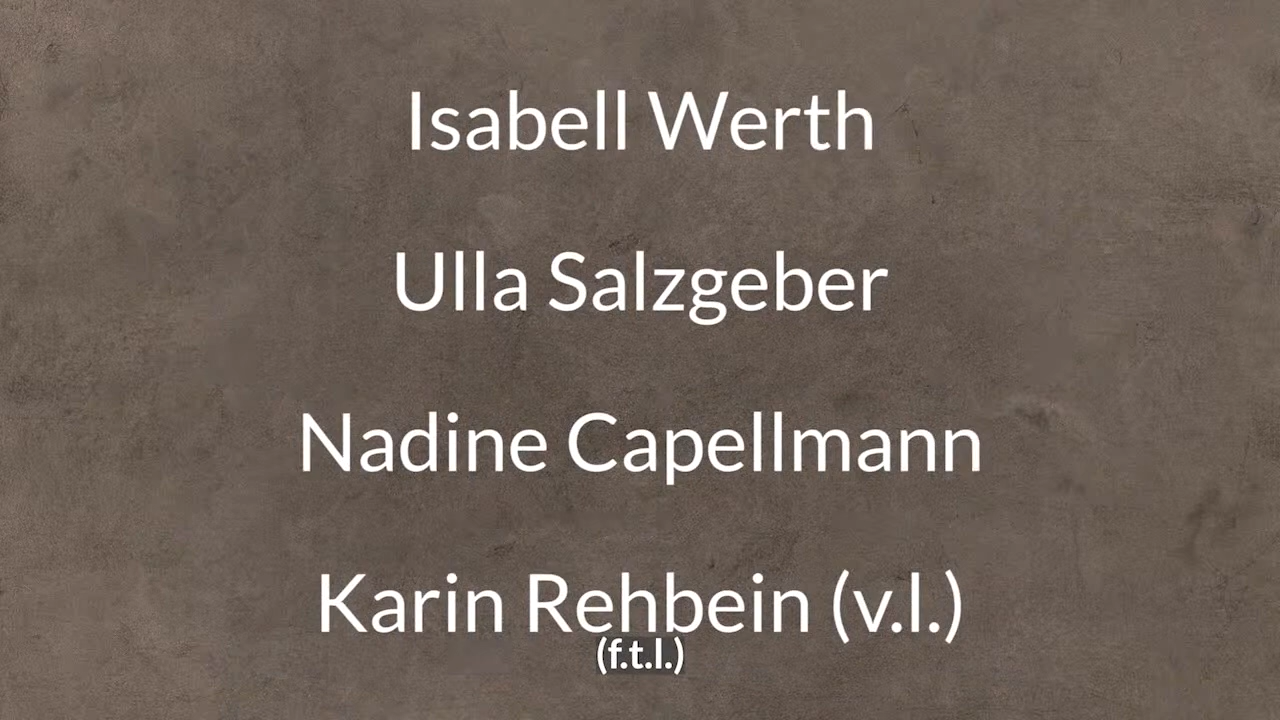 Isabell Werth
Ulla Salzgeber
Nadine Capellmann
Karin Rehbein (v.l.)
(f.t.l.)